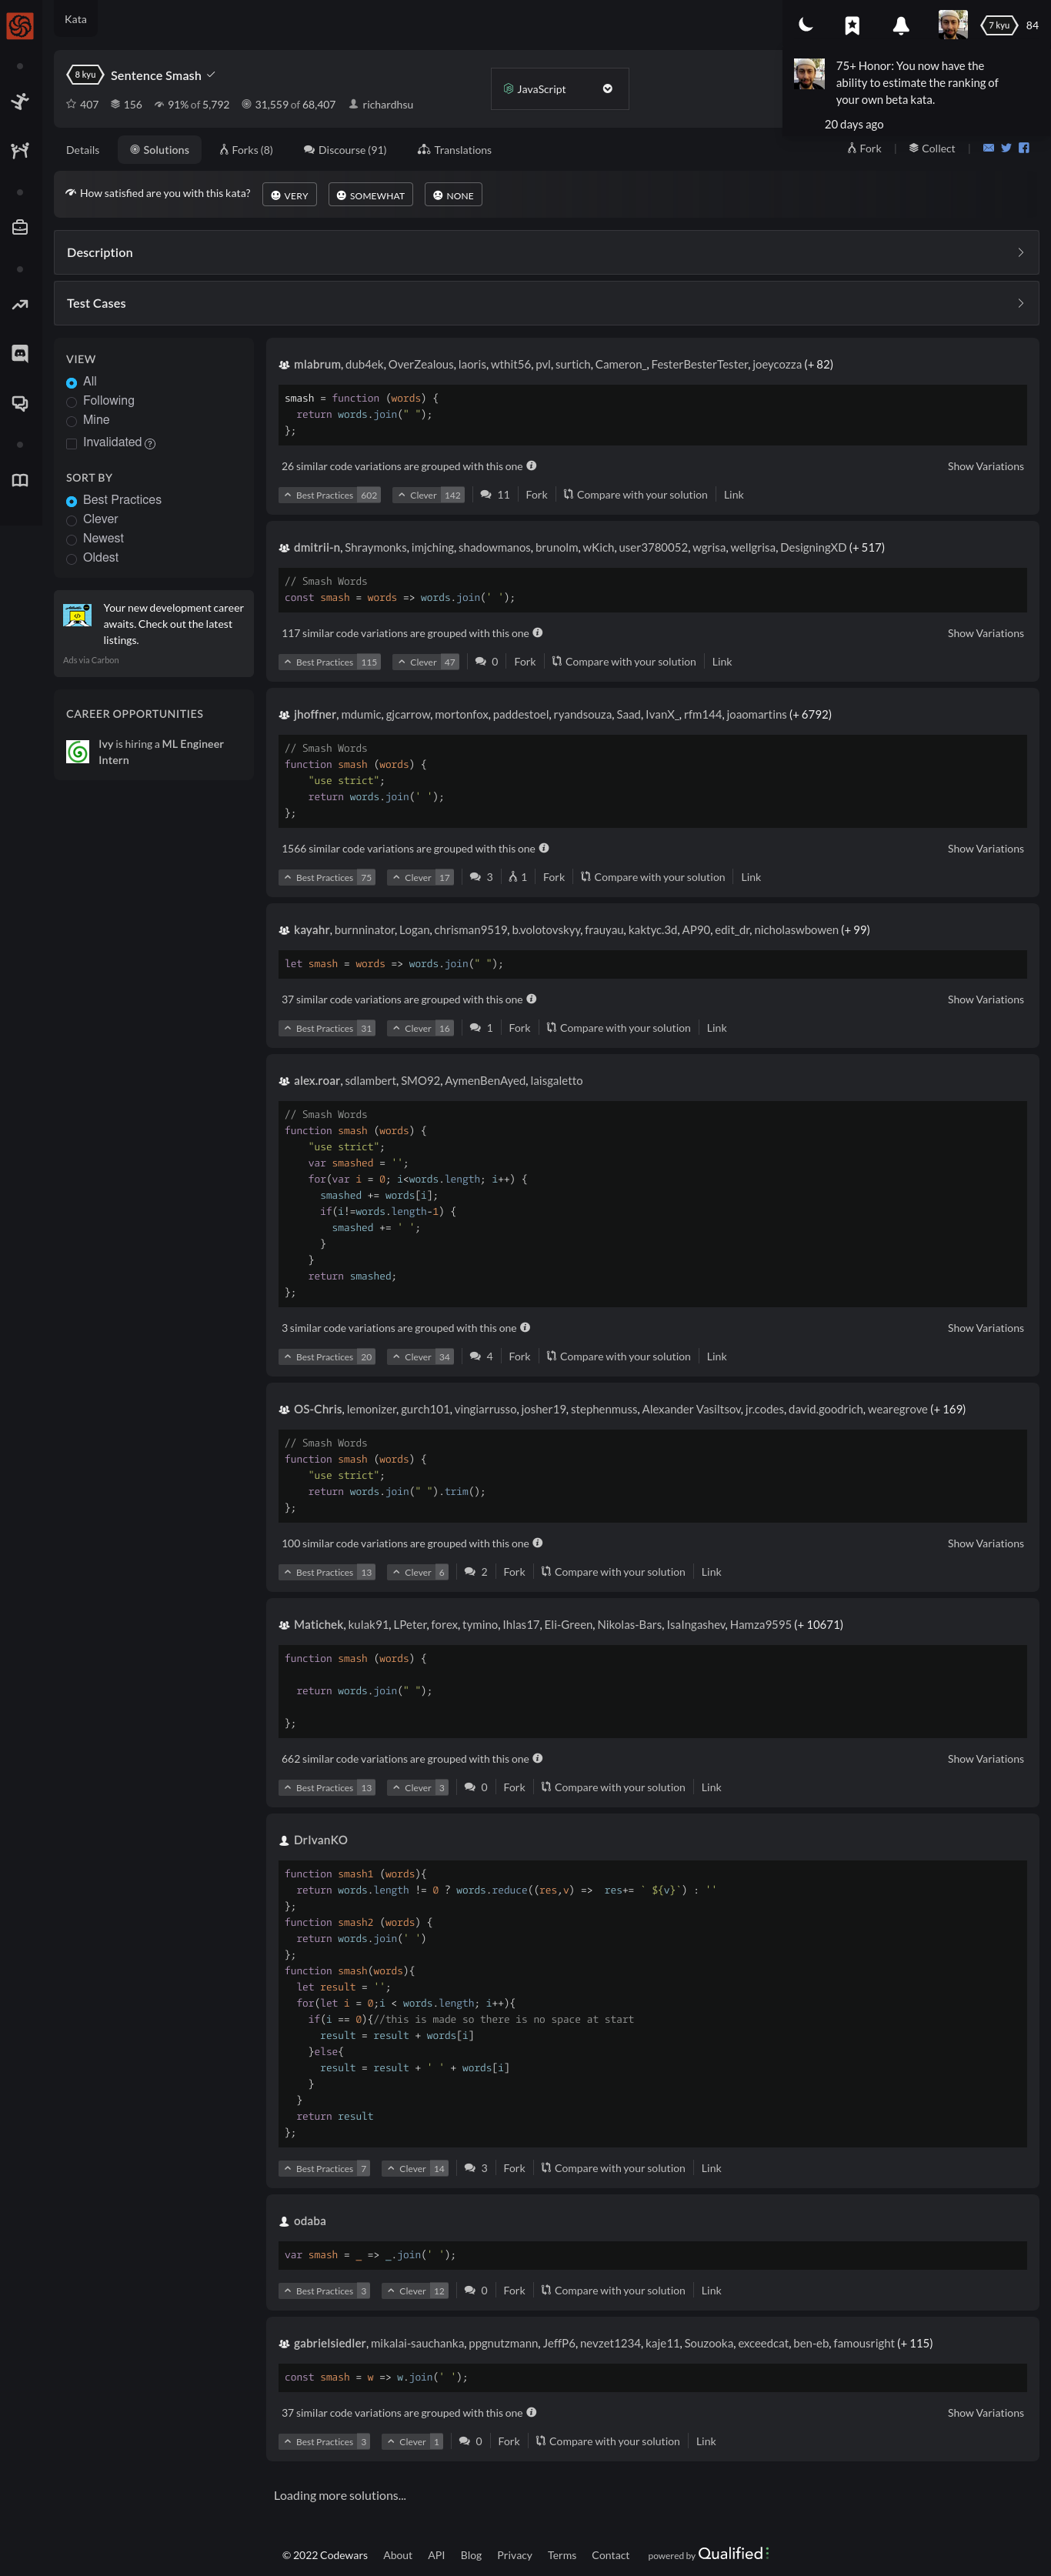 Kata
7 kyu 84
75+ Honor: You now have the
ability to estimate the ranking of
your own beta kata.
20 days ago
8 kyu Sentence Smash
407 156 91% of 5,792 31,559 of 68,407 richardhsu
JavaScript
Details Solutions Forks (8) Discourse (91) Translations
Fork Collect
How satisfied are you with this kata? VERY SOMEWHAT NONE
Description
Test Cases
VIEW
All
Following
Mine
Invalidated
SORT BY
Best Practices
Clever
Newest
Oldest
Your new development career
awaits. Check out the latest
listings.
Ads via Carbon
CAREER OPPORTUNITIES
Ivy is hiring a ML Engineer
Intern
mlabrum, dub4ek, OverZealous, laoris, wthit56, pvl, surtich, Cameron_, FesterBesterTester, joeycozza (+ 82)
smash = function (words) {
  return words.join(" ");
};
26 similar code variations are grouped with this one Show Variations
Best Practices 602 Clever 142 11 Fork Compare with your solution Link
dmitrii-n, Shraymonks, imjching, shadowmanos, brunolm, wKich, user3780052, wgrisa, wellgrisa, DesigningXD (+ 517)
// Smash Words
const smash = words => words.join(' ');
117 similar code variations are grouped with this one Show Variations
Best Practices 115 Clever 47 0 Fork Compare with your solution Link
jhoffner, mdumic, gjcarrow, mortonfox, paddestoel, ryandsouza, Saad, IvanX_, rfm144, joaomartins (+ 6792)
// Smash Words
function smash (words) {
    "use strict";
    return words.join(' ');
};
1566 similar code variations are grouped with this one Show Variations
Best Practices 75 Clever 17 3 1 Fork Compare with your solution Link
kayahr, burnninator, Logan, chrisman9519, b.volotovskyy, frauyau, kaktyc.3d, AP90, edit_dr, nicholaswbowen (+ 99)
let smash = words => words.join(" ");
37 similar code variations are grouped with this one Show Variations
Best Practices 31 Clever 16 1 Fork Compare with your solution Link
alex.roar, sdlambert, SMO92, AymenBenAyed, laisgaletto
// Smash Words
function smash (words) {
    "use strict";
    var smashed = '';
    for(var i = 0; i<words.length; i++) {
      smashed += words[i];
      if(i!=words.length-1) {
        smashed += ' ';
      }
    }
    return smashed;
};
3 similar code variations are grouped with this one Show Variations
Best Practices 20 Clever 34 4 Fork Compare with your solution Link
OS-Chris, lemonizer, gurch101, vingiarrusso, josher19, stephenmuss, Alexander Vasiltsov, jr.codes, david.goodrich, wearegrove (+ 169)
// Smash Words
function smash (words) {
    "use strict";
    return words.join(" ").trim();
};
100 similar code variations are grouped with this one Show Variations
Best Practices 13 Clever 6 2 Fork Compare with your solution Link
Matichek, kulak91, LPeter, forex, tymino, Ihlas17, Eli-Green, Nikolas-Bars, IsaIngashev, Hamza9595 (+ 10671)
function smash (words) {
  return words.join(" ");
};
662 similar code variations are grouped with this one Show Variations
Best Practices 13 Clever 3 0 Fork Compare with your solution Link
DrIvanKO
function smash1 (words){
  return words.length != 0 ? words.reduce((res,v) =>  res+= ` ${v}`) : ''
};
function smash2 (words) {
  return words.join(' ')
};
function smash(words){
  let result = '';
  for(let i = 0;i < words.length; i++){
    if(i == 0){//this is made so there is no space at start
      result = result + words[i]
    }else{
      result = result + ' ' + words[i]
    }
  }
  return result
};
Best Practices 7 Clever 14 3 Fork Compare with your solution Link
odaba
var smash = _ => _.join(' ');
Best Practices 3 Clever 12 0 Fork Compare with your solution Link
gabrielsiedler, mikalai-sauchanka, ppgnutzmann, JeffP6, nevzet1234, kaje11, Souzooka, exceedcat, ben-eb, famousright (+ 115)
const smash = w => w.join(' ');
37 similar code variations are grouped with this one Show Variations
Best Practices 3 Clever 1 0 Fork Compare with your solution Link
Loading more solutions...
© 2022 Codewars About API Blog Privacy Terms Contact powered by Qualified